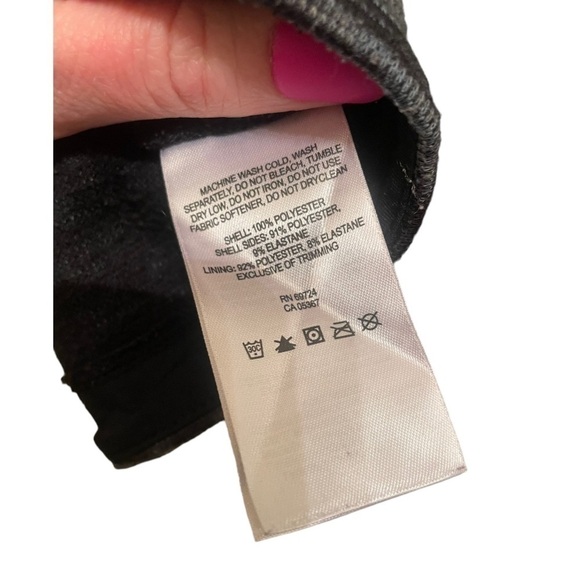 MACHINE WASH COLD, WASH
SEPARATELY, DO NOT BLEACH, TUMBLE
DRY LOW, DO NOT IRON, DO NOT USE
FABRIC SOFTENER, DO NOT DRYCLEAN
SHELL: 100% POLYESTER
SHELL SIDES: 91% POLYESTER,
9% ELASTANE
LINING: 92% POLYESTER, 8% ELASTANE
EXCLUSIVE OF TRIMMING
RN 69724
CA 05367
30C